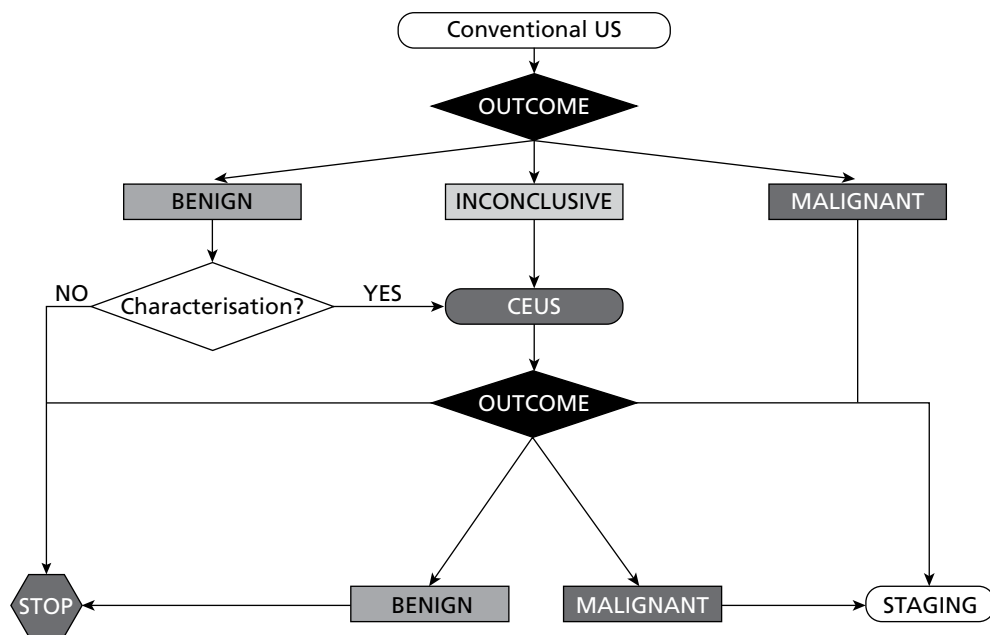 Conventional US
OUTCOME
BENIGN
INCONCLUSIVE
MALIGNANT
NO
Characterisation?
YES
CEUS
OUTCOME
STOP
BENIGN
MALIGNANT
STAGING